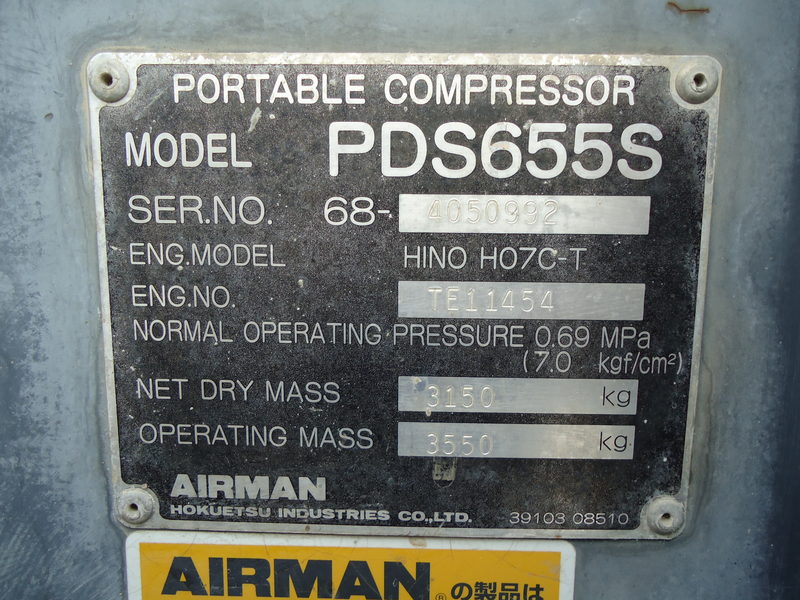 PORTABLE COMPRESSOR
MODEL PDS655S
SER.NO. 68-4050992
ENG.MODEL HINO H07C-T
ENG.NO. TE11454
NORMAL OPERATING PRESSURE 0.69 MPa
(7.0 kgf/cm²)
NET DRY MASS 3150 kg
OPERATING MASS 3550 kg
AIRMAN
HOKUETSU INDUSTRIES CO.,LTD. 39103 08510
AIRMAN® の製品は